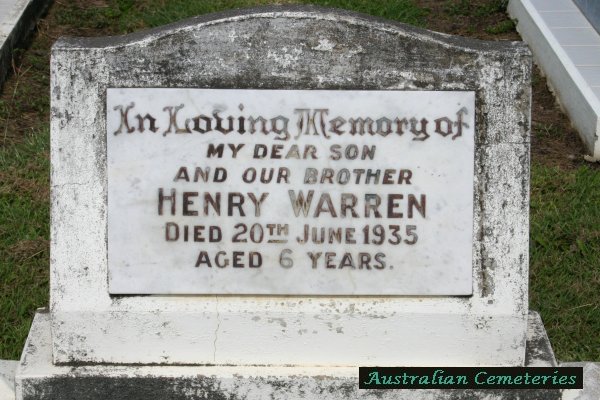 In Loving Memory of
MY DEAR SON
AND OUR BROTHER
HENRY WARREN
DIED 20TH JUNE 1935
AGED 6 YEARS.
Australian Cemeteries